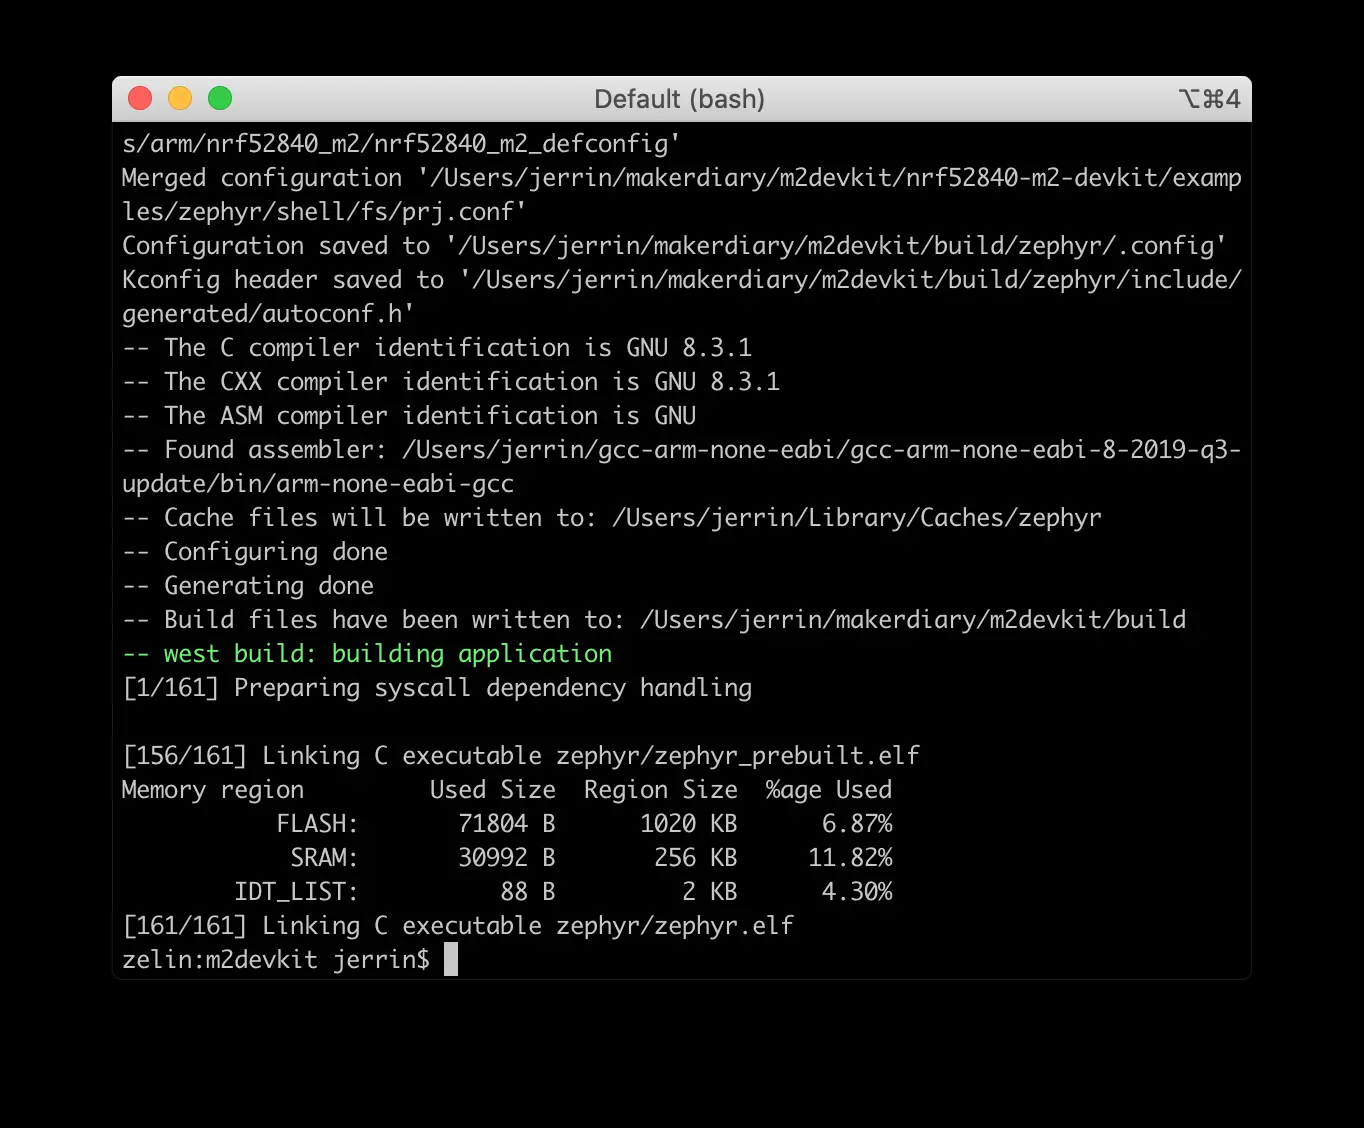 Default (bash)
⌥⌘4
s/arm/nrf52840_m2/nrf52840_m2_defconfig'
Merged configuration '/Users/jerrin/makerdiary/m2devkit/nrf52840-m2-devkit/examp
les/zephyr/shell/fs/prj.conf'
Configuration saved to '/Users/jerrin/makerdiary/m2devkit/build/zephyr/.config'
Kconfig header saved to '/Users/jerrin/makerdiary/m2devkit/build/zephyr/include/
generated/autoconf.h'
-- The C compiler identification is GNU 8.3.1
-- The CXX compiler identification is GNU 8.3.1
-- The ASM compiler identification is GNU
-- Found assembler: /Users/jerrin/gcc-arm-none-eabi/gcc-arm-none-eabi-8-2019-q3-
update/bin/arm-none-eabi-gcc
-- Cache files will be written to: /Users/jerrin/Library/Caches/zephyr
-- Configuring done
-- Generating done
-- Build files have been written to: /Users/jerrin/makerdiary/m2devkit/build
-- west build: building application
[1/161] Preparing syscall dependency handling

[156/161] Linking C executable zephyr/zephyr_prebuilt.elf
Memory region         Used Size  Region Size  %age Used
           FLASH:       71804 B      1020 KB      6.87%
            SRAM:       30992 B       256 KB     11.82%
        IDT_LIST:          88 B         2 KB      4.30%
[161/161] Linking C executable zephyr/zephyr.elf
zelin:m2devkit jerrin$